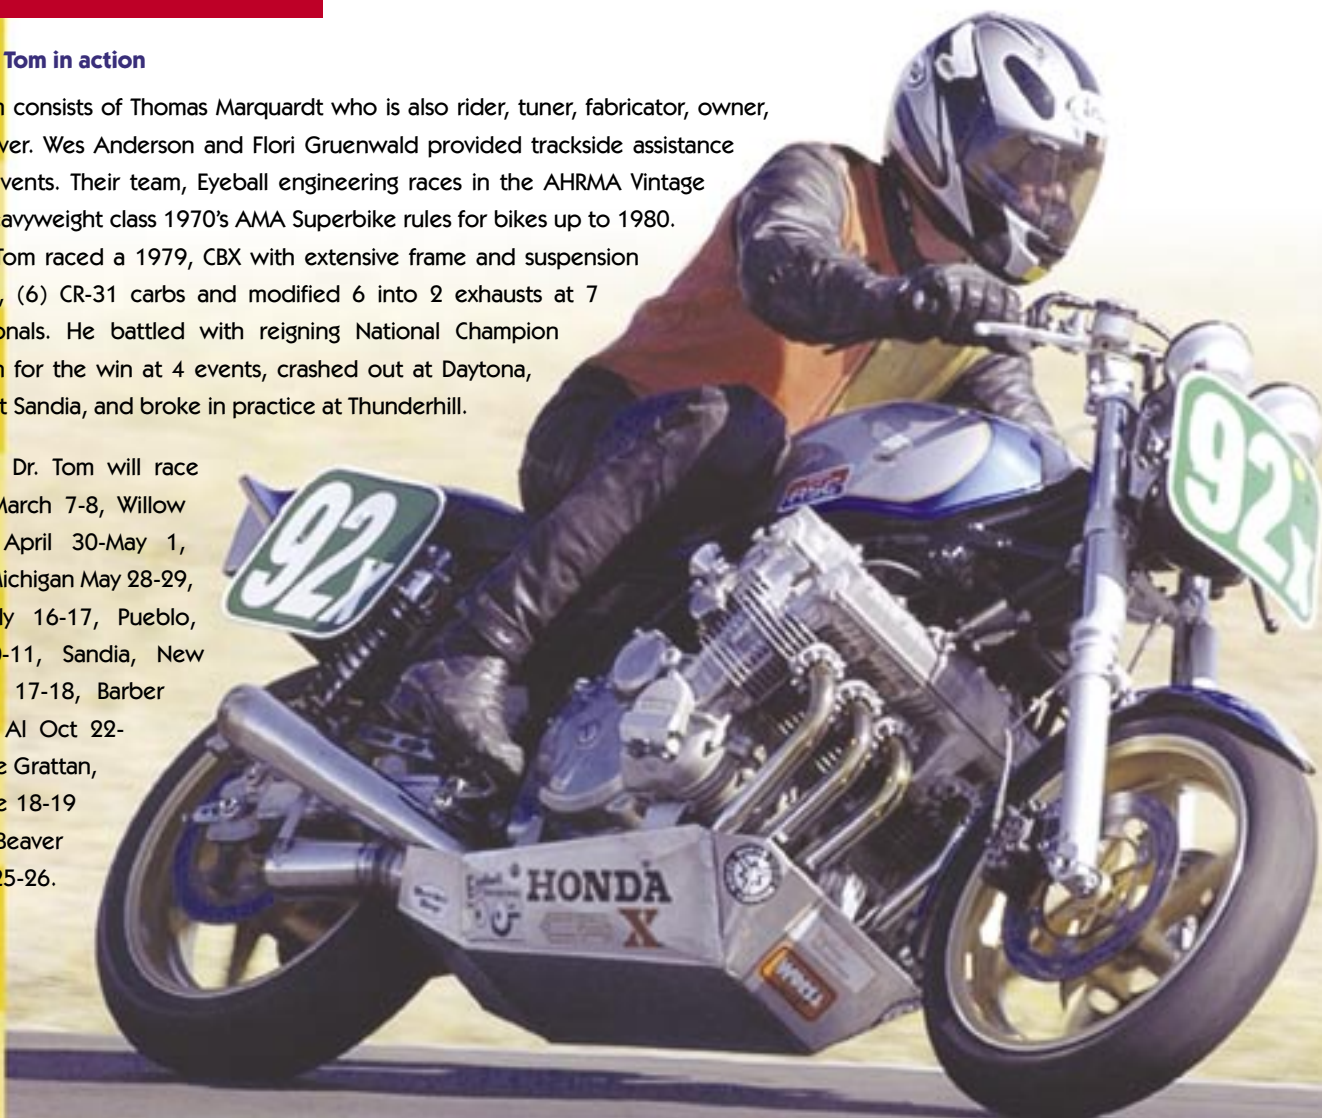 Tom in action
consists of Thomas Marquardt who is also rider, tuner, fabricator, owner,
ver. Wes Anderson and Flori Gruenwald provided trackside assistance
vents. Their team, Eyeball engineering races in the AHRMA Vintage
avyweight class 1970's AMA Superbike rules for bikes up to 1980.
Tom raced a 1979, CBX with extensive frame and suspension
, (6) CR-31 carbs and modified 6 into 2 exhausts at 7
onals. He battled with reigning National Champion
for the win at 4 events, crashed out at Daytona,
t Sandia, and broke in practice at Thunderhill.
Dr. Tom will race
March 7-8, Willow
April 30-May 1,
Michigan May 28-29,
ly 16-17, Pueblo,
-11, Sandia, New
17-18, Barber
Al Oct 22-
e Grattan,
e 18-19
Beaver
25-26.
92x
92x
HONDA
X